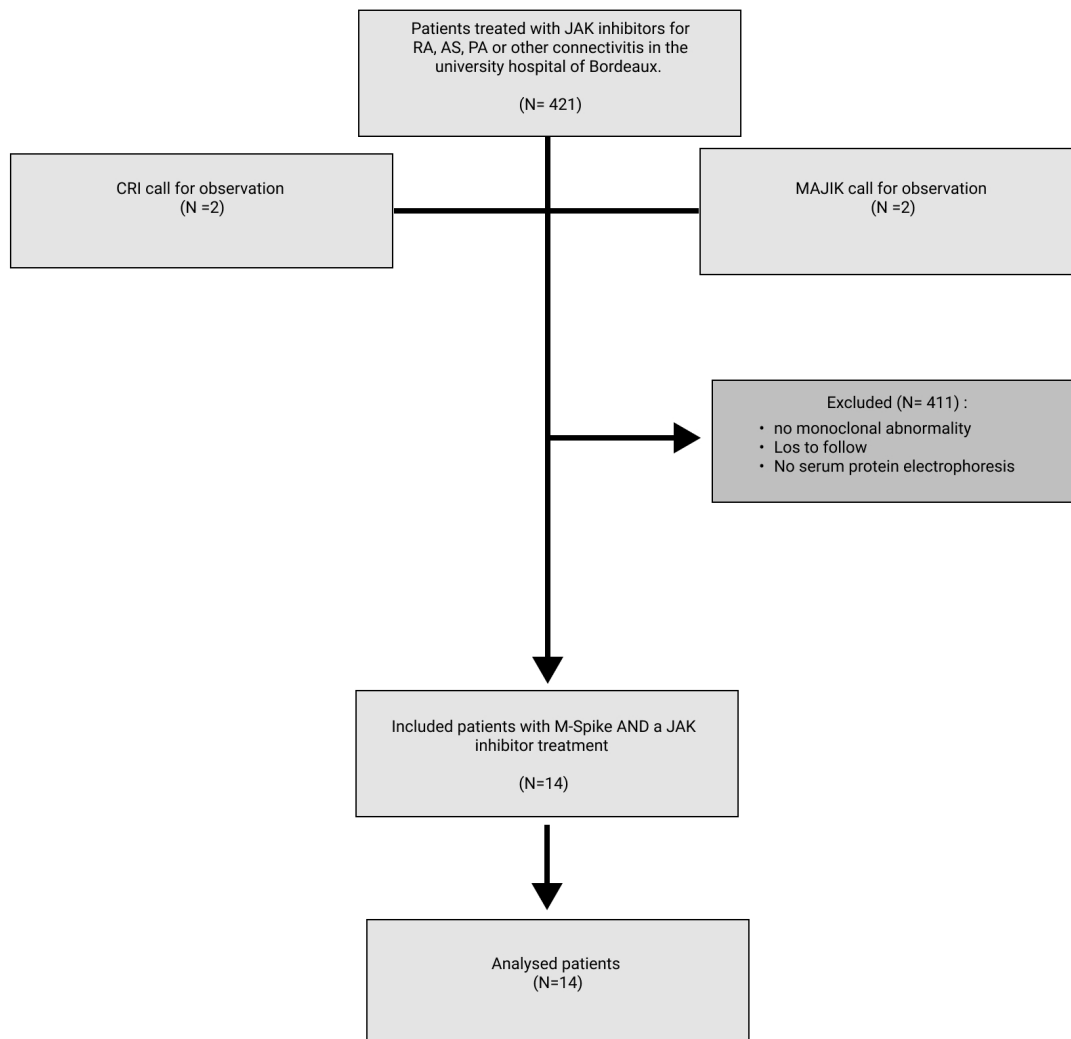 Patients treated with JAK inhibitors for
RA, AS, PA or other connectivitis in the
university hospital of Bordeaux.
(N= 421)
CRI call for observation
(N =2)
MAJIK call for observation
(N =2)
Excluded (N= 411) :
• no monoclonal abnormality
• Los to follow
• No serum protein electrophoresis
Included patients with M-Spike AND a JAK
inhibitor treatment
(N=14)
Analysed patients
(N=14)